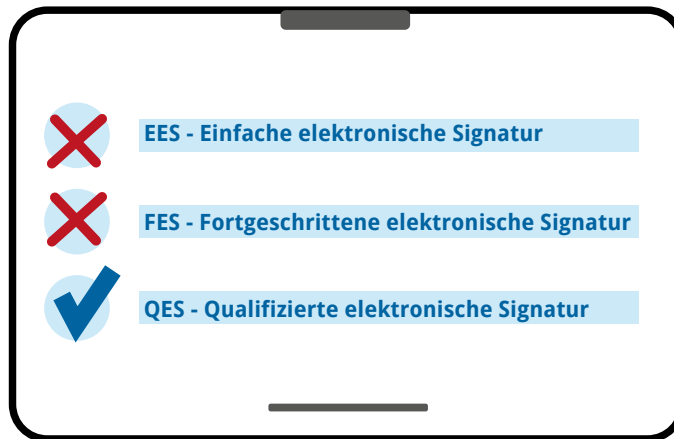 EES - Einfache elektronische Signatur
FES - Fortgeschrittene elektronische Signatur
QES - Qualifizierte elektronische Signatur